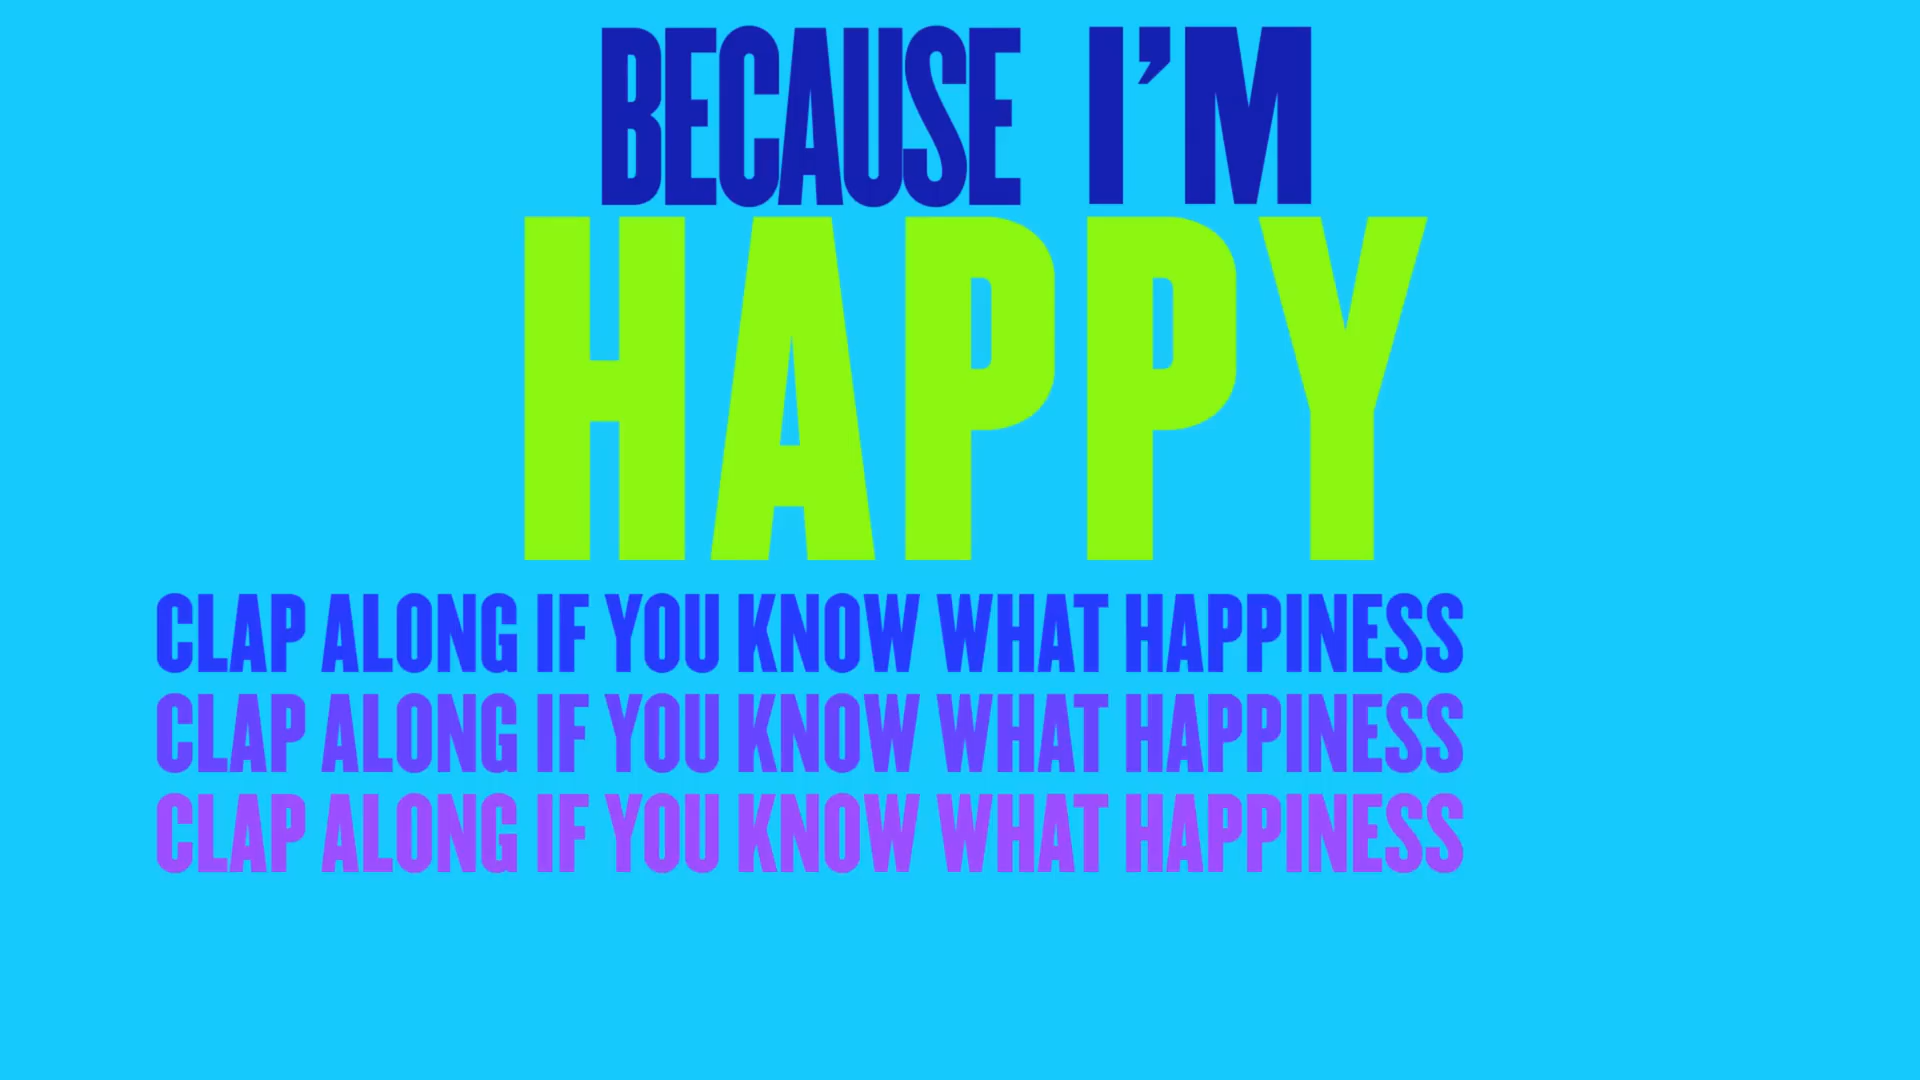 BECAUSE I'M
HAPPY
CLAP ALONG IF YOU KNOW WHAT HAPPINESS
CLAP ALONG IF YOU KNOW WHAT HAPPINESS
CLAP ALONG IF YOU KNOW WHAT HAPPINESS